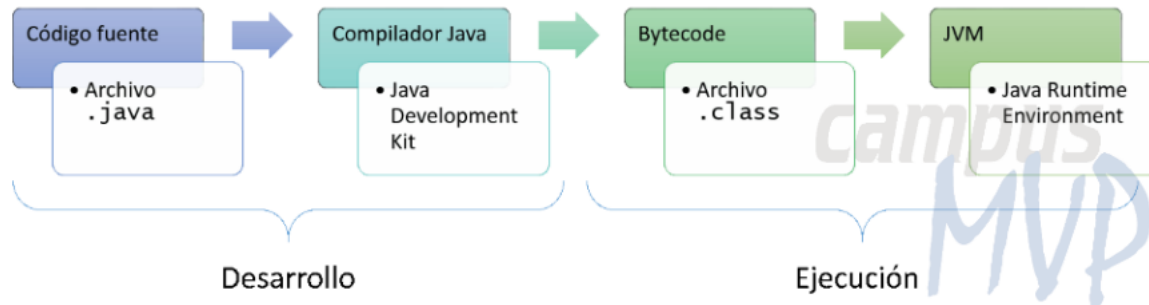 Código fuente
Compilador Java
Bytecode
JVM
• Archivo
.java
• Java
Development
Kit
• Archivo
.class
• Java Runtime
Environment
campus
MVP
Desarrollo
Ejecución